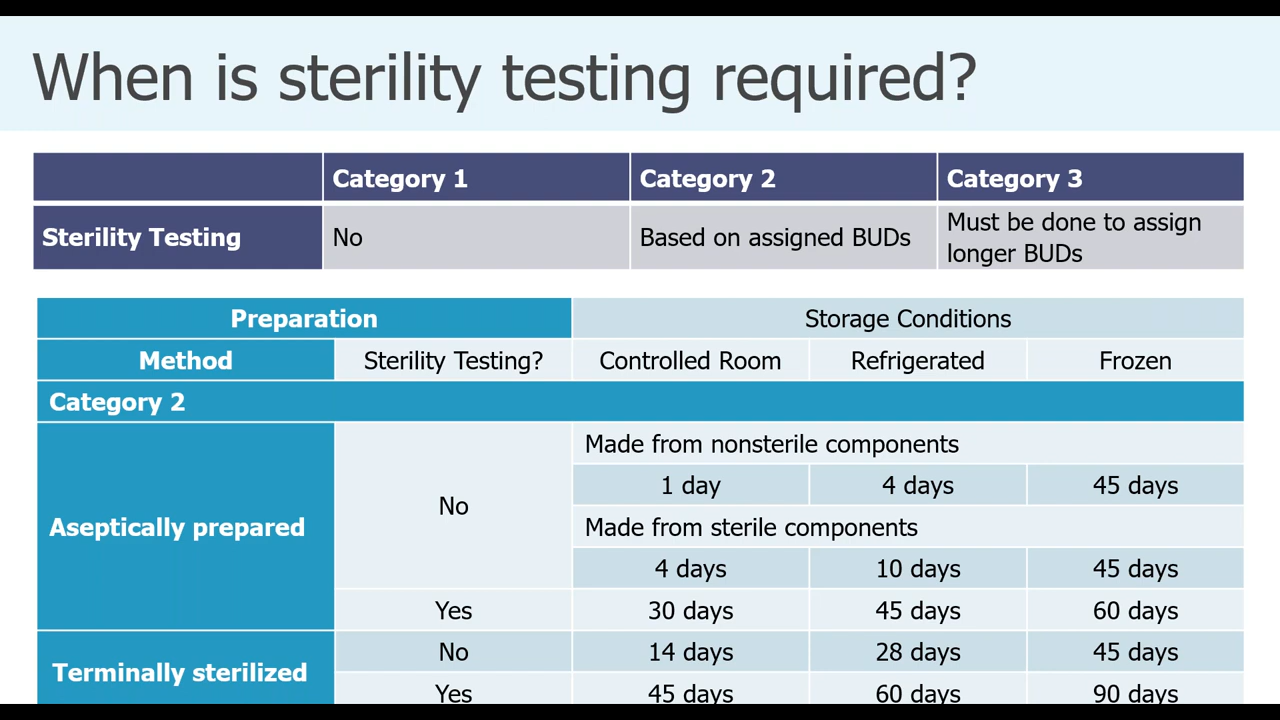 When is sterility testing required?
Category 1 Category 2 Category 3
Sterility Testing No Based on assigned BUDs Must be done to assign
longer BUDs
Preparation Storage Conditions
Method Sterility Testing? Controlled Room Refrigerated Frozen
Category 2
Aseptically prepared No Made from nonsterile components
1 day 4 days 45 days
Made from sterile components
4 days 10 days 45 days
Yes 30 days 45 days 60 days
Terminally sterilized No 14 days 28 days 45 days
Yes 45 days 60 days 90 days